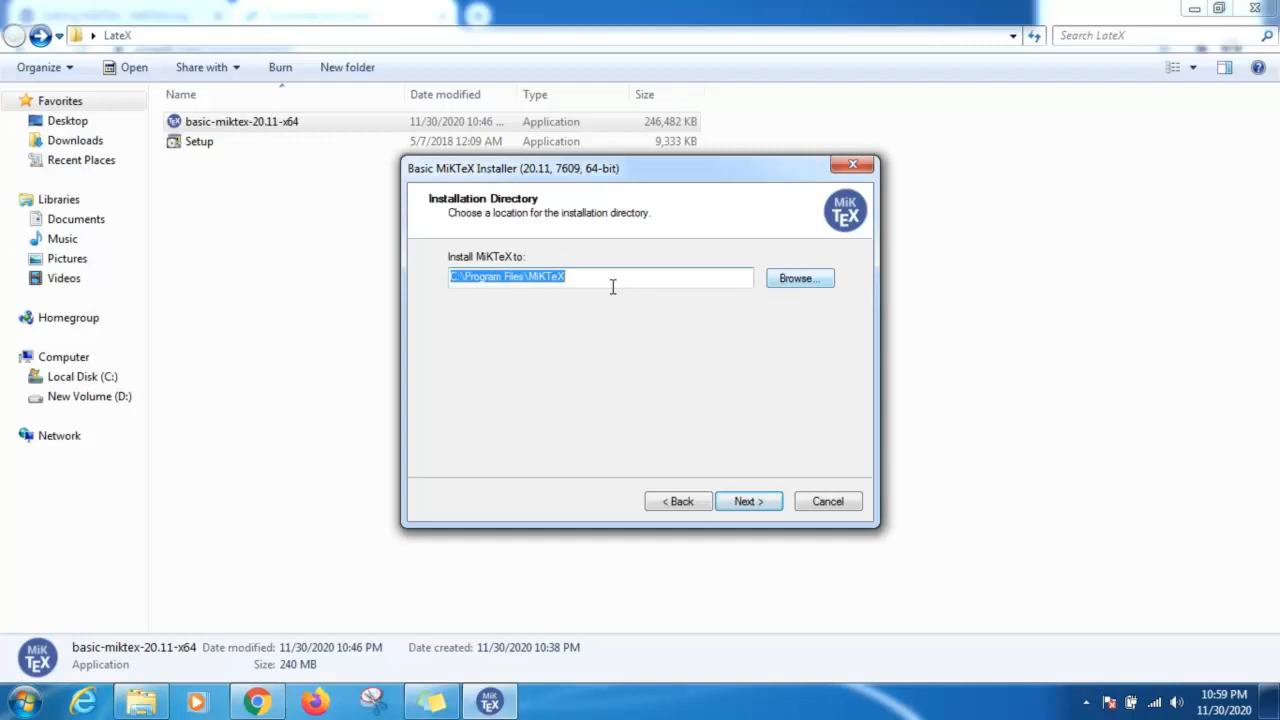 LateX
Search LateX
Organize
Open
Share with
Burn
New folder
Favorites
Desktop
Downloads
Recent Places
Libraries
Documents
Music
Pictures
Videos
Homegroup
Computer
Local Disk (C:)
New Volume (D:)
Network
Name Date modified Type Size
basic-miktex-20.11-x64 11/30/2020 10:46 ... Application 246,482 KB
Setup 5/7/2018 12:09 AM Application 9,333 KB
Basic MiKTeX Installer (20.11, 7609, 64-bit)
Installation Directory
Choose a location for the installation directory.
MiK
TEX
Install MiKTeX to:
C:\Program Files\MiKTeX
Browse...
< Back
Next >
Cancel
MiK
TEX
basic-miktex-20.11-x64 Date modified: 11/30/2020 10:46 PM Date created: 11/30/2020 10:38 PM
Application Size: 240 MB
MiK
TEX
10:59 PM
11/30/2020